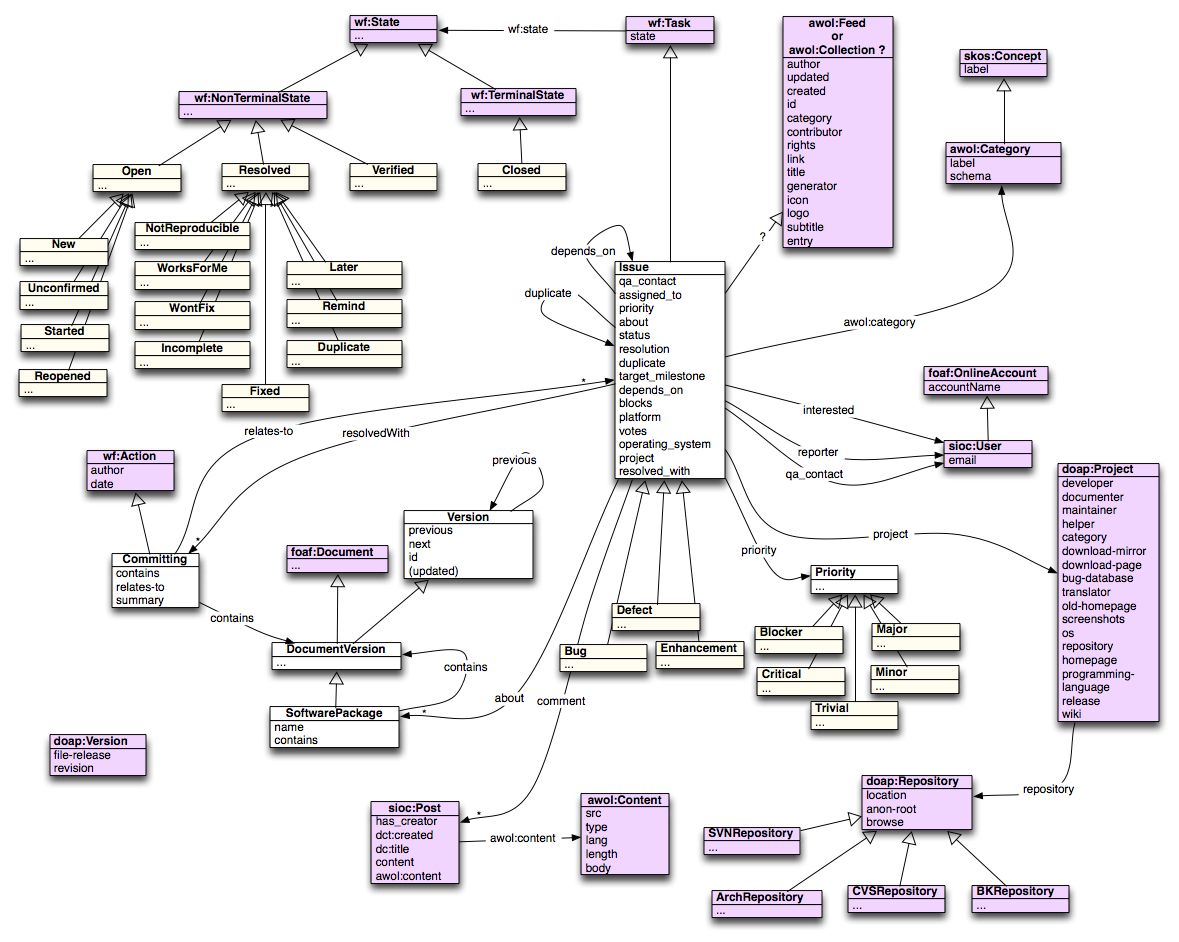 wf:State
...
wf:state
wf:Task
state
awol:Feed
or
awol:Collection ?
author
updated
created
id
category
contributor
rights
link
title
generator
icon
logo
subtitle
entry
skos:Concept
label
wf:NonTerminalState
...
wf:TerminalState
...
awol:Category
label
schema
Open
...
Resolved
...
Verified
...
Closed
...
New
...
Unconfirmed
...
Started
...
Reopened
...
NotReproducible
...
WorksForMe
...
WontFix
...
Incomplete
...
Fixed
...
Later
...
Remind
...
Duplicate
...
depends_on
duplicate
?
Issue
qa_contact
assigned_to
priority
about
status
resolution
duplicate
target_milestone
depends_on
blocks
platform
votes
operating_system
project
resolved_with
awol:category
foaf:OnlineAccount
accountName
interested
reporter
qa_contact
sioc:User
email
*
relates-to
resolvedWith
*
wf:Action
author
date
Committing
contains
relates-to
summary
contains
previous
Version
previous
next
id
(updated)
foaf:Document
...
DocumentVersion
...
contains
SoftwarePackage
name
contains
*
about
comment
Defect
...
Bug
...
Enhancement
...
priority
project
Priority
...
Blocker
...
Critical
...
Trivial
...
Major
...
Minor
...
doap:Project
developer
documenter
maintainer
helper
category
download-mirror
download-page
bug-database
translator
old-homepage
screenshots
os
repository
homepage
programming-
language
release
wiki
doap:Version
file-release
revision
*
sioc:Post
has_creator
dct:created
dc:title
content
awol:content
awol:content
awol:Content
src
type
lang
length
body
repository
doap:Repository
location
anon-root
browse
SVNRepository
...
ArchRepository
...
CVSRepository
...
BKRepository
...